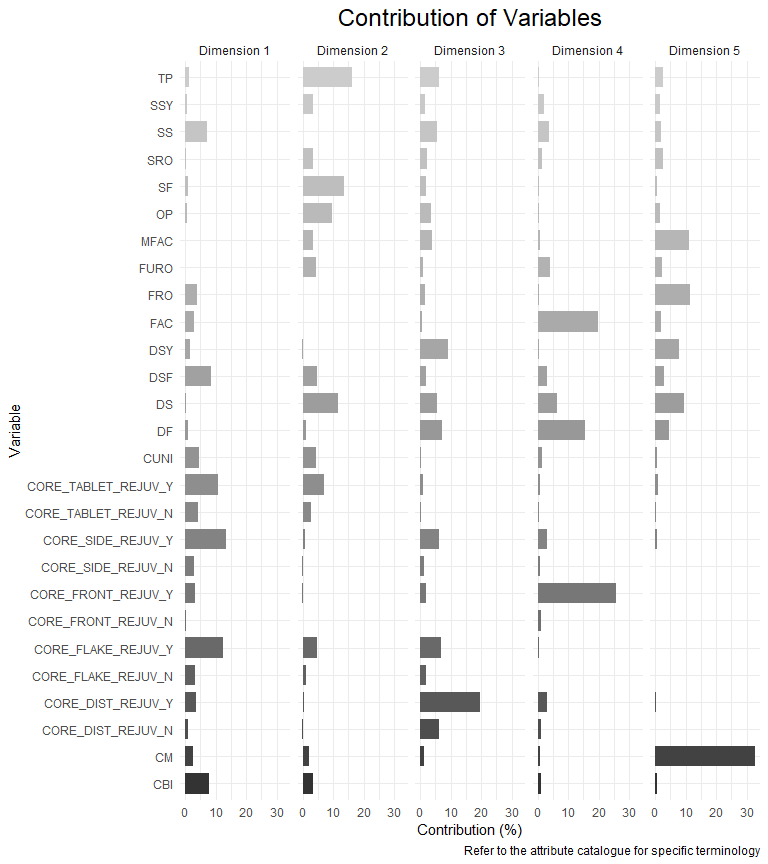 Contribution of Variables
Dimension 1 Dimension 2 Dimension 3 Dimension 4 Dimension 5
TP
SSY
SS
SRO
SF
OP
MFAC
FURO
FRO
FAC
DSY
DSF
DS
DF
CUNI
CORE_TABLET_REJUV_Y
CORE_TABLET_REJUV_N
CORE_SIDE_REJUV_Y
CORE_SIDE_REJUV_N
CORE_FRONT_REJUV_Y
CORE_FRONT_REJUV_N
CORE_FLAKE_REJUV_Y
CORE_FLAKE_REJUV_N
CORE_DIST_REJUV_Y
CORE_DIST_REJUV_N
CM
CBI
Variable
0 10 20 30 0 10 20 30 0 10 20 30 0 10 20 30 0 10 20 30
Contribution (%)
Refer to the attribute catalogue for specific terminology